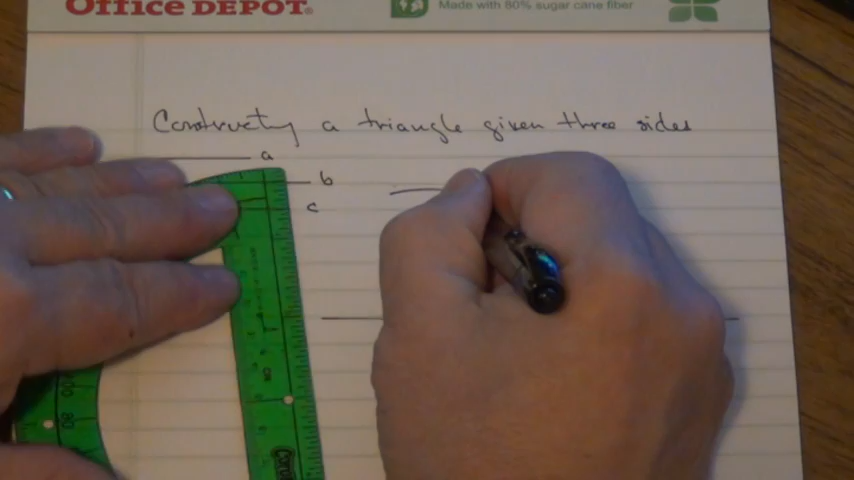 Office DEPOT®
Made with 80% sugar cane fiber
Constructing a triangle given three sides
a
b
c